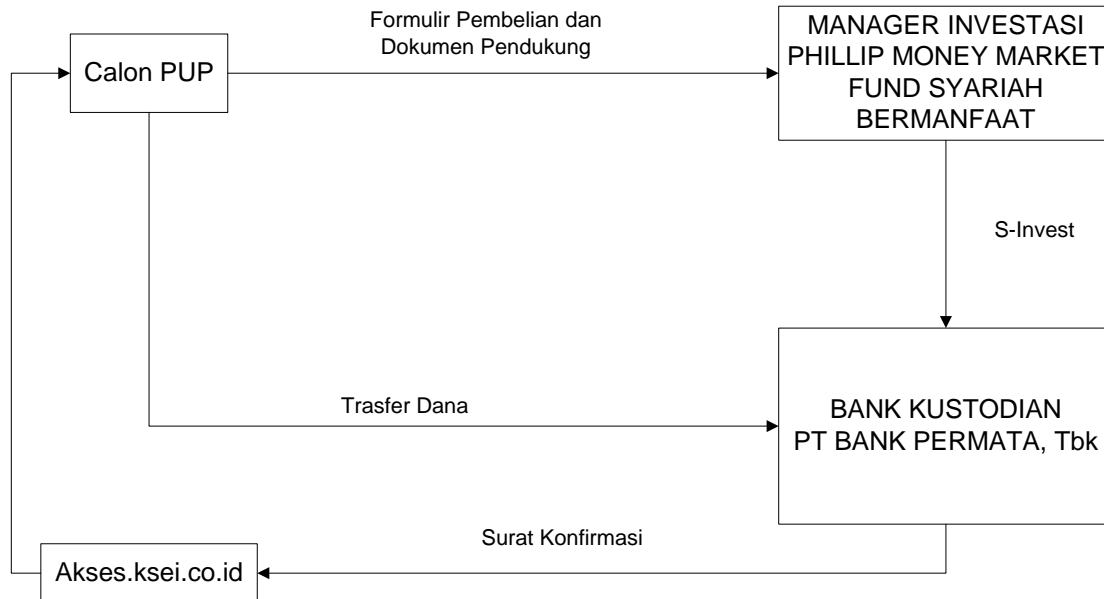 Formulir Pembelian dan
Dokumen Pendukung
MANAGER INVESTASI
PHILLIP MONEY MARKET
FUND SYARIAH
BERMANFAAT
Calon PUP
S-Invest
Trasfer Dana
BANK KUSTODIAN
PT BANK PERMATA, Tbk
Surat Konfirmasi
Akses.ksei.co.id